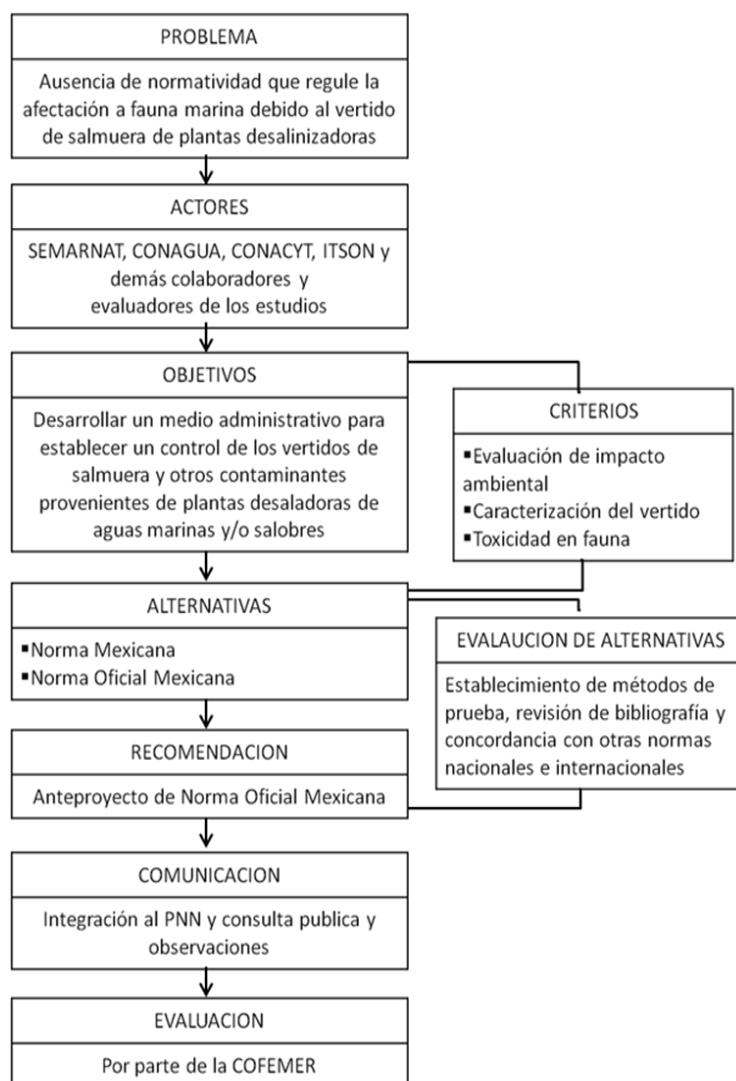 PROBLEMA
Ausencia de normatividad que regule la
afectación a fauna marina debido al vertido
de salmuera de plantas desalinizadoras
ACTORES
SEMARNAT, CONAGUA, CONACYT, ITSON y
demás colaboradores y
evaluadores de los estudios
OBJETIVOS
Desarrollar un medio administrativo para
establecer un control de los vertidos de
salmuera y otros contaminantes
provenientes de plantas desaladoras de
aguas marinas y/o salobres
CRITERIOS
▪Evaluación de impacto
ambiental
▪Caracterización del vertido
▪Toxicidad en fauna
ALTERNATIVAS
▪Norma Mexicana
▪Norma Oficial Mexicana
EVALAUCION DE ALTERNATIVAS
Establecimiento de métodos de
prueba, revisión de bibliografía y
concordancia con otras normas
nacionales e internacionales
RECOMENDACION
Anteproyecto de Norma Oficial Mexicana
COMUNICACION
Integración al PNN y consulta publica y
observaciones
EVALUACION
Por parte de la COFEMER